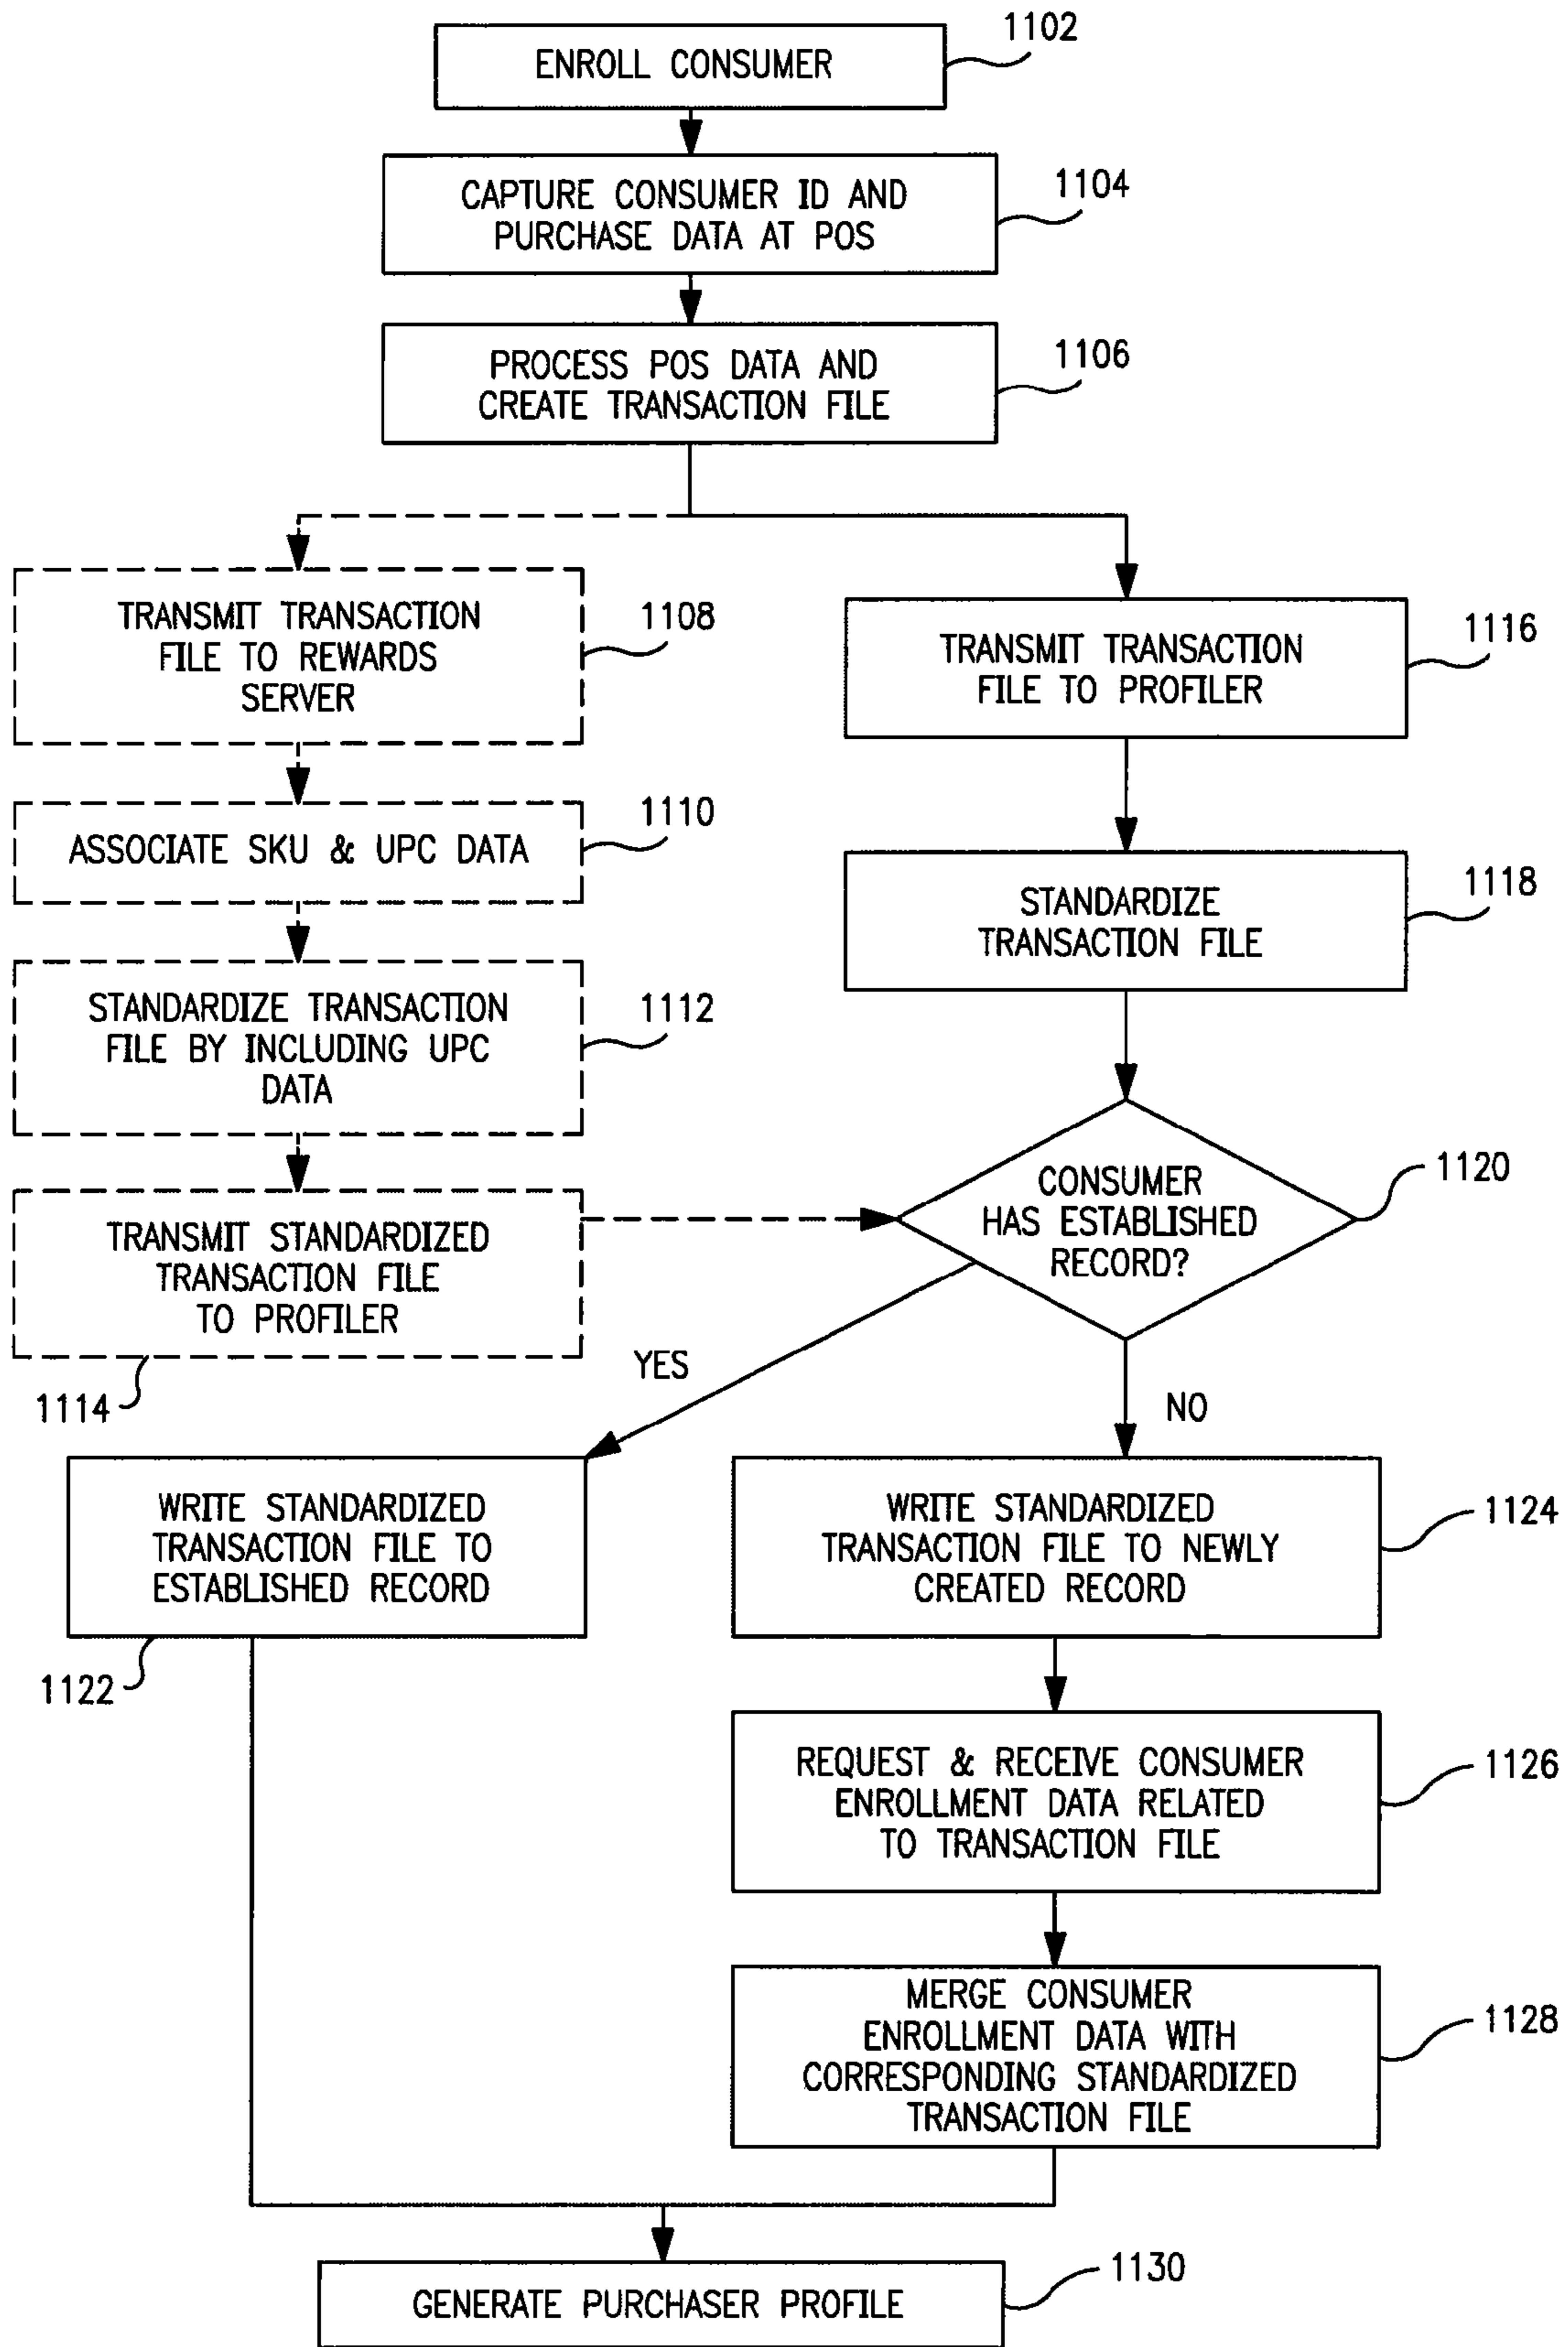 ENROLL CONSUMER
1102
CAPTURE CONSUMER ID AND
PURCHASE DATA AT POS
1104
PROCESS POS DATA AND
CREATE TRANSACTION FILE
1106
TRANSMIT TRANSACTION
FILE TO REWARDS
SERVER
1108
ASSOCIATE SKU & UPC DATA
1110
STANDARDIZE TRANSACTION
FILE BY INCLUDING UPC
DATA
1112
TRANSMIT STANDARDIZED
TRANSACTION FILE
TO PROFILER
1114
TRANSMIT TRANSACTION
FILE TO PROFILER
1116
STANDARDIZE
TRANSACTION FILE
1118
CONSUMER
HAS ESTABLISHED
RECORD?
1120
YES
NO
WRITE STANDARDIZED
TRANSACTION FILE TO
ESTABLISHED RECORD
1122
WRITE STANDARDIZED
TRANSACTION FILE TO NEWLY
CREATED RECORD
1124
REQUEST & RECEIVE CONSUMER
ENROLLMENT DATA RELATED
TO TRANSACTION FILE
1126
MERGE CONSUMER
ENROLLMENT DATA WITH
CORRESPONDING STANDARDIZED
TRANSACTION FILE
1128
GENERATE PURCHASER PROFILE
1130